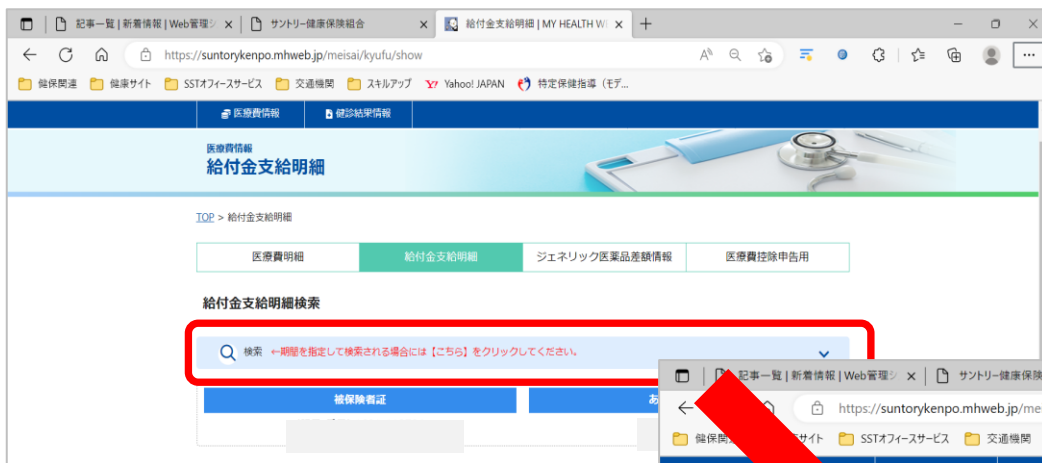 記事一覧 | 新着情報 | Web管理シ
サントリー健康保険組合
給付金支給明細 | MY HEALTH W
https://suntorykenpo.mhweb.jp/meisai/kyufu/show
健保関連
健康サイト
SSTオフィースサービス
交通機関
スキルアップ
Yahoo! JAPAN
特定保健指導（モデ...
医療費情報
健診結果情報
医療費情報
給付金支給明細
TOP > 給付金支給明細
医療費明細
給付金支給明細
ジェネリック医薬品差額情報
医療費控除申告用
給付金支給明細検索
検索 ←期間を指定して検索される場合には【こちら】をクリックしてください。
被保険者証
あ
記事一覧 | 新着情報 | Web管理シ
サントリー健康保険
https://suntorykenpo.mhweb.jp/me
健保関
サイト
SSTオフィースサービス
交通機関